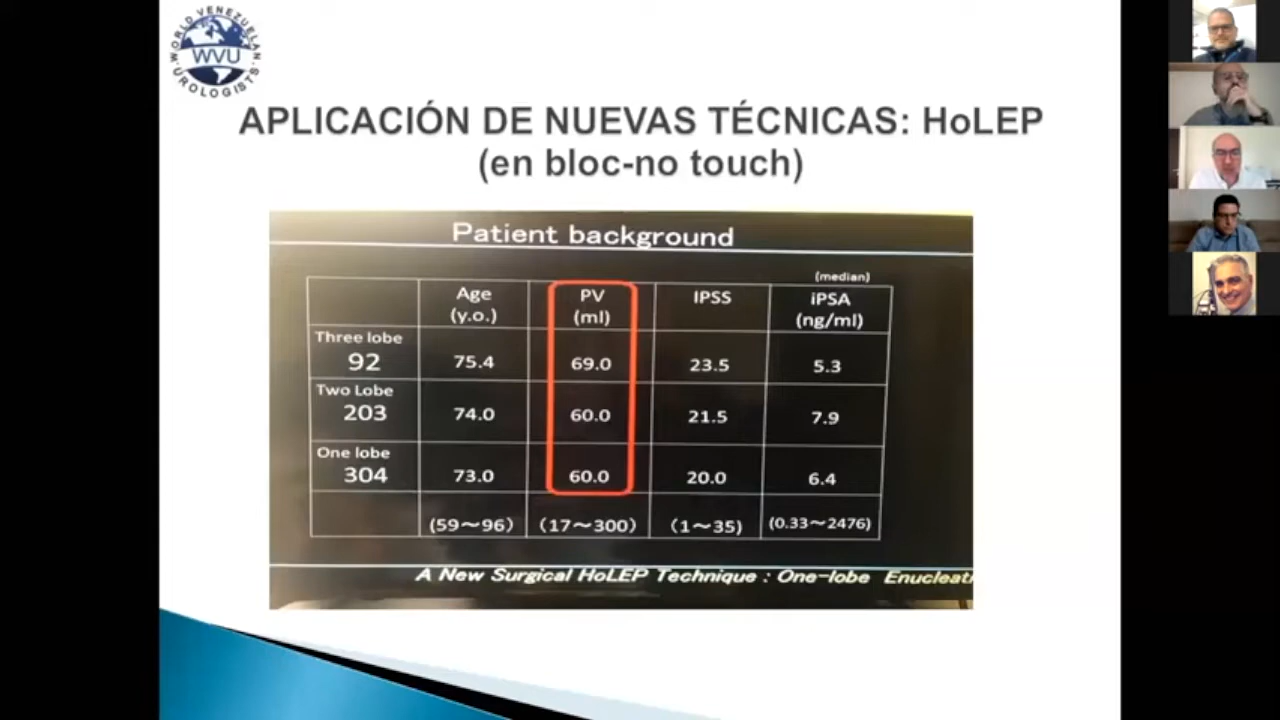 WORLD VENEZUELAN
WVU
UROLOGISTS
APLICACIÓN DE NUEVAS TÉCNICAS: HoLEP
(en bloc-no touch)
Patient background
(median)
Age (y.o.) PV (ml) IPSS iPSA (ng/ml)
Three lobe
92 75.4 69.0 23.5 5.3
Two Lobe
203 74.0 60.0 21.5 7.9
One lobe
304 73.0 60.0 20.0 6.4
(59~96) (17~300) (1~35) (0.33~2476)
A New Surgical HoLEP Technique : One-lobe Enucleati